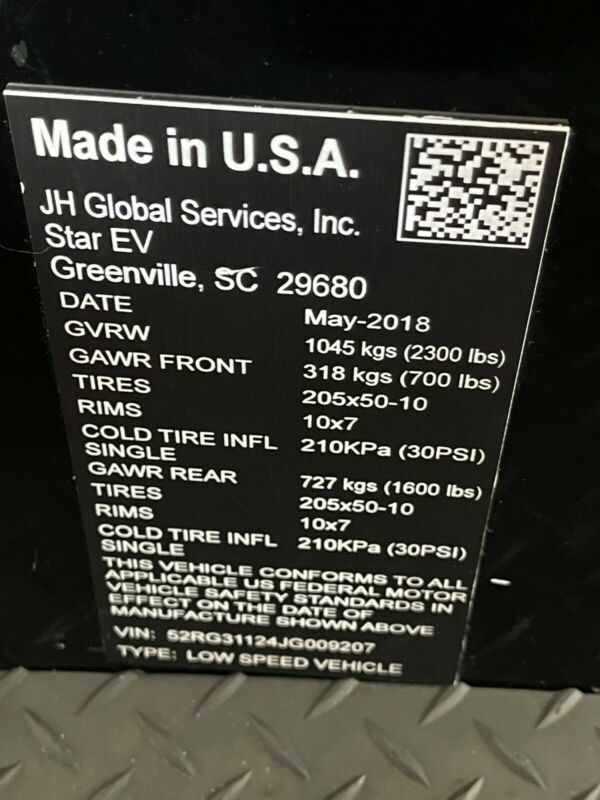 Made in U.S.A.
JH Global Services, Inc.
Star EV
Greenville, SC 29680
DATE May-2018
GVRW 1045 kgs (2300 lbs)
GAWR FRONT 318 kgs (700 lbs)
TIRES 205x50-10
RIMS 10x7
COLD TIRE INFL 210KPa (30PSI)
SINGLE
GAWR REAR 727 kgs (1600 lbs)
TIRES 205x50-10
RIMS 10x7
COLD TIRE INFL 210KPa (30PSI)
SINGLE
THIS VEHICLE CONFORMS TO ALL
APPLICABLE US FEDERAL MOTOR
VEHICLE SAFETY STANDARDS IN
EFFECT ON THE DATE OF
MANUFACTURE SHOWN ABOVE
VIN: 52RG31124JG009207
TYPE: LOW SPEED VEHICLE